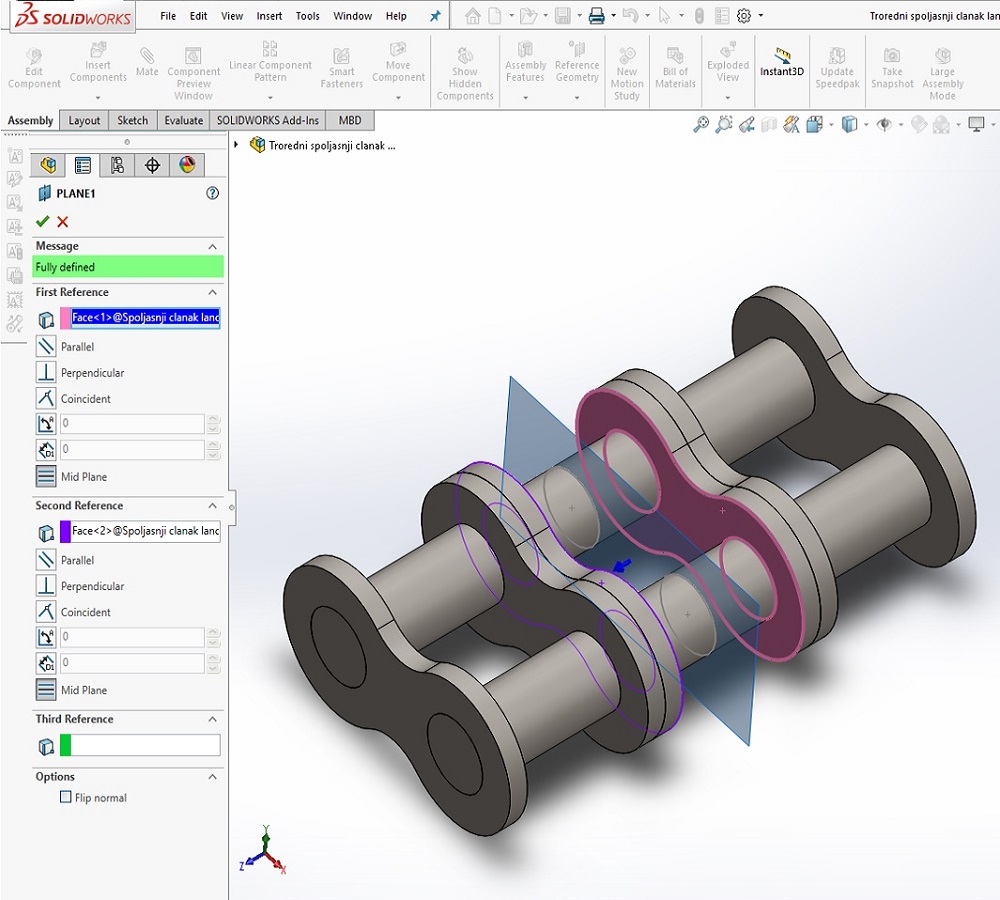 SOLIDWORKS File Edit View Insert Tools Window Help Troredni spoljasnji clanak lan
Edit Component
Insert Components
Mate
Component Preview Window
Linear Component Pattern
Smart Fasteners
Move Component
Show Hidden Components
Assembly Features
Reference Geometry
New Motion Study
Bill of Materials
Exploded View
Instant3D
Update Speedpak
Take Snapshot
Large Assembly Mode
Assembly Layout Sketch Evaluate SOLIDWORKS Add-Ins MBD
Troredni spoljasnji clanak ...
PLANE1
Message
Fully defined
First Reference
Face<1>@Spoljasnji clanak lanc
Parallel
Perpendicular
Coincident
0
0
Mid Plane
Second Reference
Face<2>@Spoljasnji clanak lanc
Parallel
Perpendicular
Coincident
0
0
Mid Plane
Third Reference
Options
Flip normal
Y
Z
X